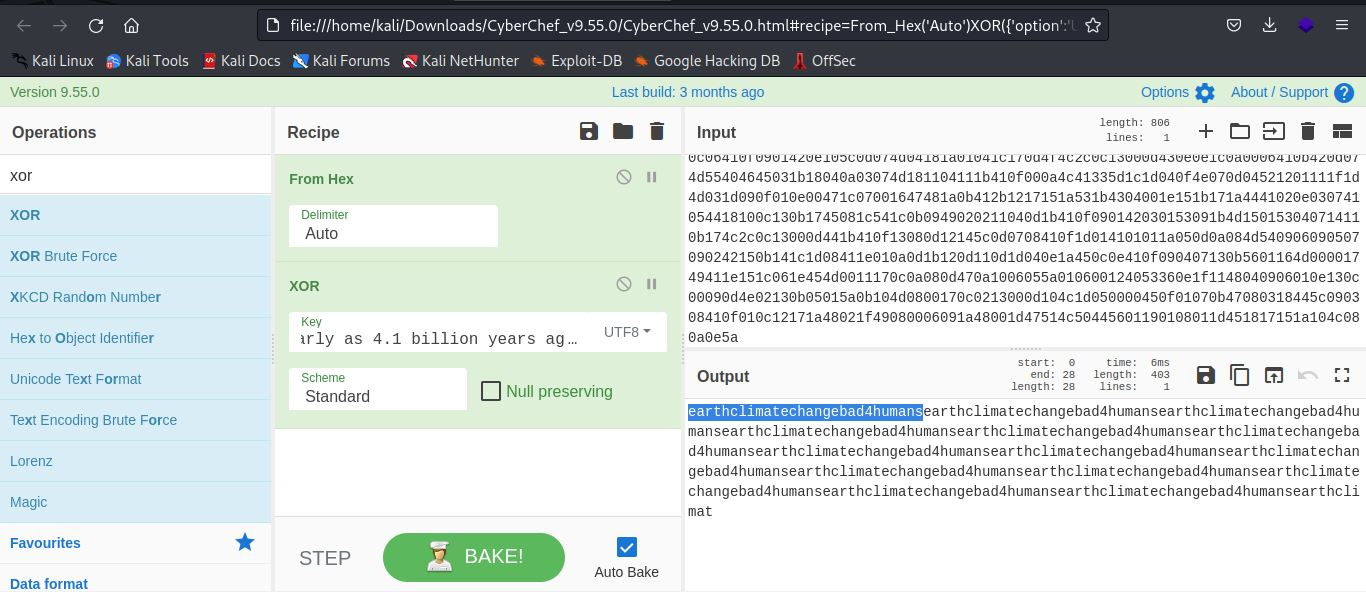 file:///home/kali/Downloads/CyberChef_v9.55.0/CyberChef_v9.55.0.html#recipe=From_Hex('Auto')XOR({'option':'U
Kali Linux Kali Tools Kali Docs Kali Forums Kali NetHunter Exploit-DB Google Hacking DB OffSec
Version 9.55.0 Last build: 3 months ago Options About / Support
Operations
xor
XOR
XOR Brute Force
XKCD Random Number
Hex to Object Identifier
Unicode Text Format
Text Encoding Brute Force
Lorenz
Magic
Favourites
Data format
Recipe
From Hex
Delimiter
Auto
XOR
Key
arly as 4.1 billion years ag…
UTF8
Scheme
Standard
Null preserving
STEP
BAKE!
Auto Bake
Input
length: 806
lines: 1
4d55404645031b18040a03074d181104111b410f000a4c41335d1c1d040f4e070d04521201111f1d
4d031d090f010e00471c07001647481a0b412b1217151a531b4304001e151b171a4441020e030741
054418100c130b1745081c541c0b0949020211040d1b410f090142030153091b4d15015304071411
0b174c2c0c13000d441b410f13080d12145c0d0708410f1d014101011a050d0a084d540906090507
090242150b141c1d08411e010a0d1b120d110d1d040e1a450c0e410f090407130b5601164d000017
49411e151c061e454d0011170c0a080d470a1006055a010600124053360e1f1148040906010e130c
00090d4e02130b05015a0b104d0800170c0213000d104c1d050000450f01070b47080318445c0903
08410f010c12171a48021f49080006091a48001d47514c50445601190108011d451817151a104c08
0a0e5a
Output
start: 0
end: 28
length: 28
time: 6ms
length: 403
lines: 1
earthclimatechangebad4humansearthclimatechangebad4humansearthclimatechangebad4hu
mansearthclimatechangebad4humansearthclimatechangebad4humansearthclimatechangeba
d4humansearthclimatechangebad4humansearthclimatechangebad4humansearthclimatechan
gebad4humansearthclimatechangebad4humansearthclimatechangebad4humansearthclimate
changebad4humansearthclimatechangebad4humansearthclimatechangebad4humansearthcli
mat